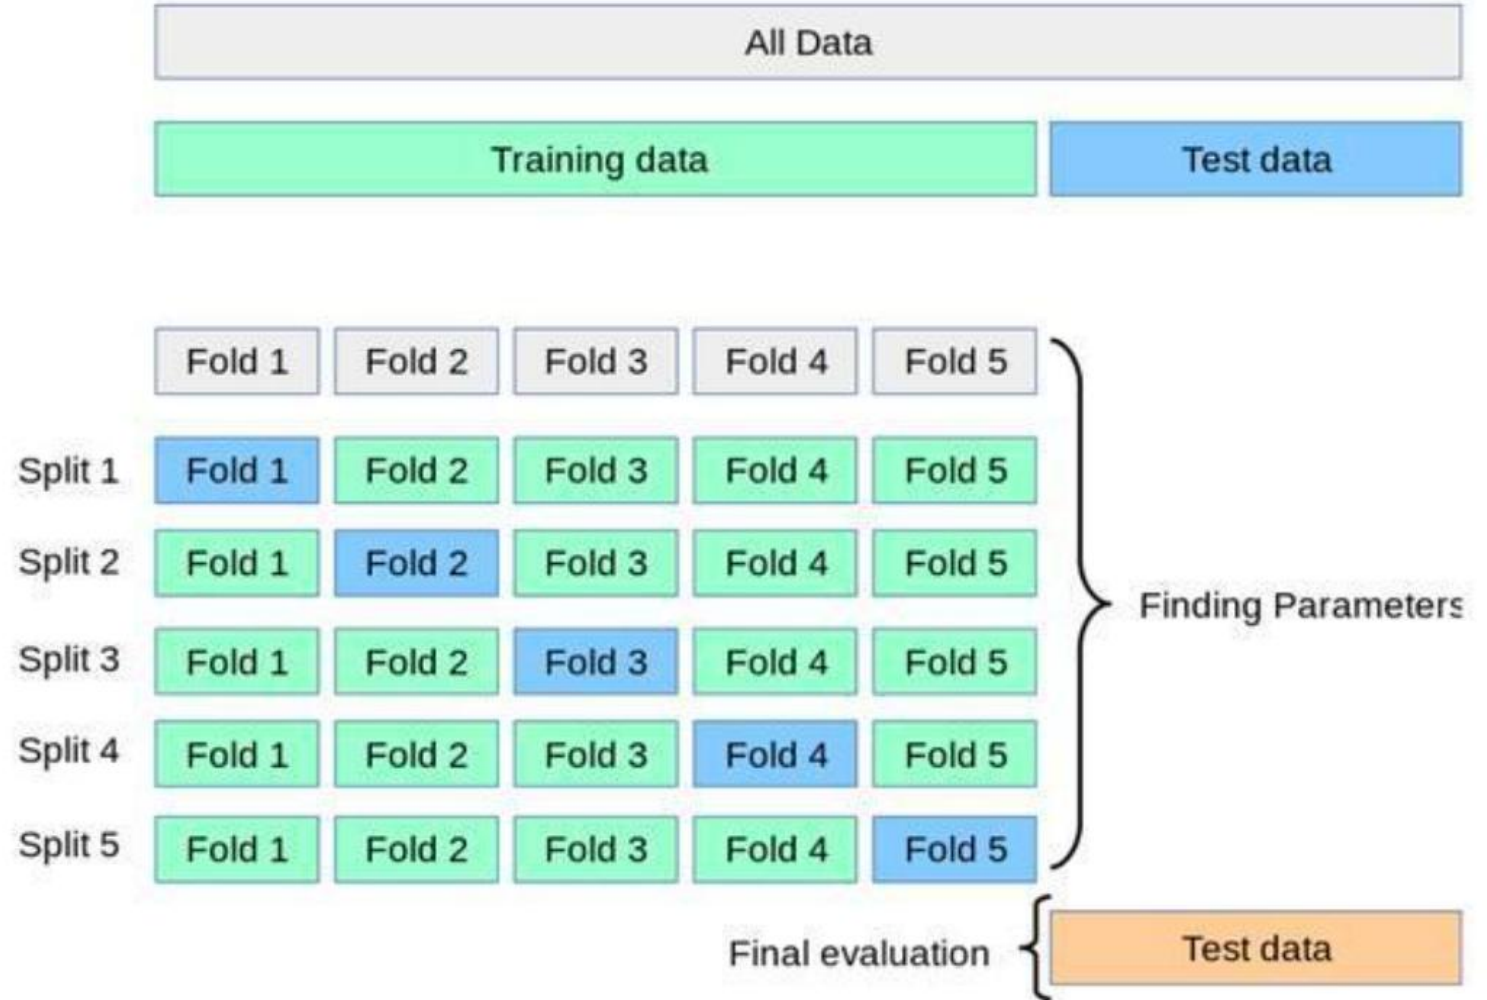 All Data
Training data Test data
Fold 1 Fold 2 Fold 3 Fold 4 Fold 5
Split 1 Fold 1 Fold 2 Fold 3 Fold 4 Fold 5
Split 2 Fold 1 Fold 2 Fold 3 Fold 4 Fold 5
Finding Parameters
Split 3 Fold 1 Fold 2 Fold 3 Fold 4 Fold 5
Split 4 Fold 1 Fold 2 Fold 3 Fold 4 Fold 5
Split 5 Fold 1 Fold 2 Fold 3 Fold 4 Fold 5
Final evaluation Test data